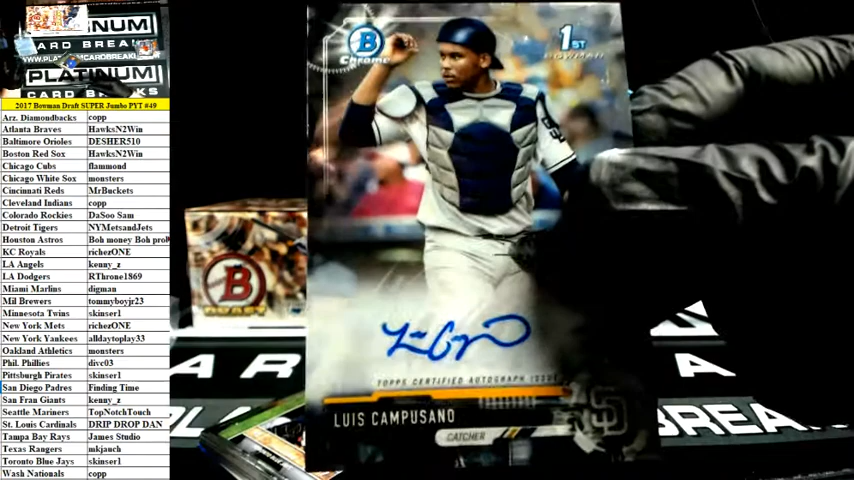 PLATINUM
CARD BREAKS
WWW.PLATINUMCARDBREAKS
PLATINUM
CARD BREAKS
2017 Bowman Draft SUPER Jumbo PYT #49
Arz. Diamondbacks copp
Atlanta Braves HawksN2Win
Baltimore Orioles DESHER510
Boston Red Sox HawksN2Win
Chicago Cubs flammond
Chicago White Sox monsters
Cincinnati Reds MrBuckets
Cleveland Indians copp
Colorado Rockies DaSoo Sam
Detroit Tigers NYMetsandJets
Houston Astros Boh money Boh prol
KC Royals richezONE
LA Angels kenny_z
LA Dodgers RThrone1869
Miami Marlins digman
Mil Brewers tommyboyjr23
Minnesota Twins skinser1
New York Mets richezONE
New York Yankees alldaytoplay33
Oakland Athletics monsters
Phil. Phillies divc03
Pittsburgh Pirates skinser1
San Diego Padres Finding Time
San Fran Giants kenny_z
Seattle Mariners TopNotchTouch
St. Louis Cardinals DRIP DROP DAN
Tampa Bay Rays James Studio
Texas Rangers mkjauch
Toronto Blue Jays skinser1
Wash Nationals copp
B
Chrome
1ST
BOWMAN
B
DRAFT
TOPPS CERTIFIED AUTOGRAPH ISSUE
LUIS CAMPUSANO
CATCHER
SD